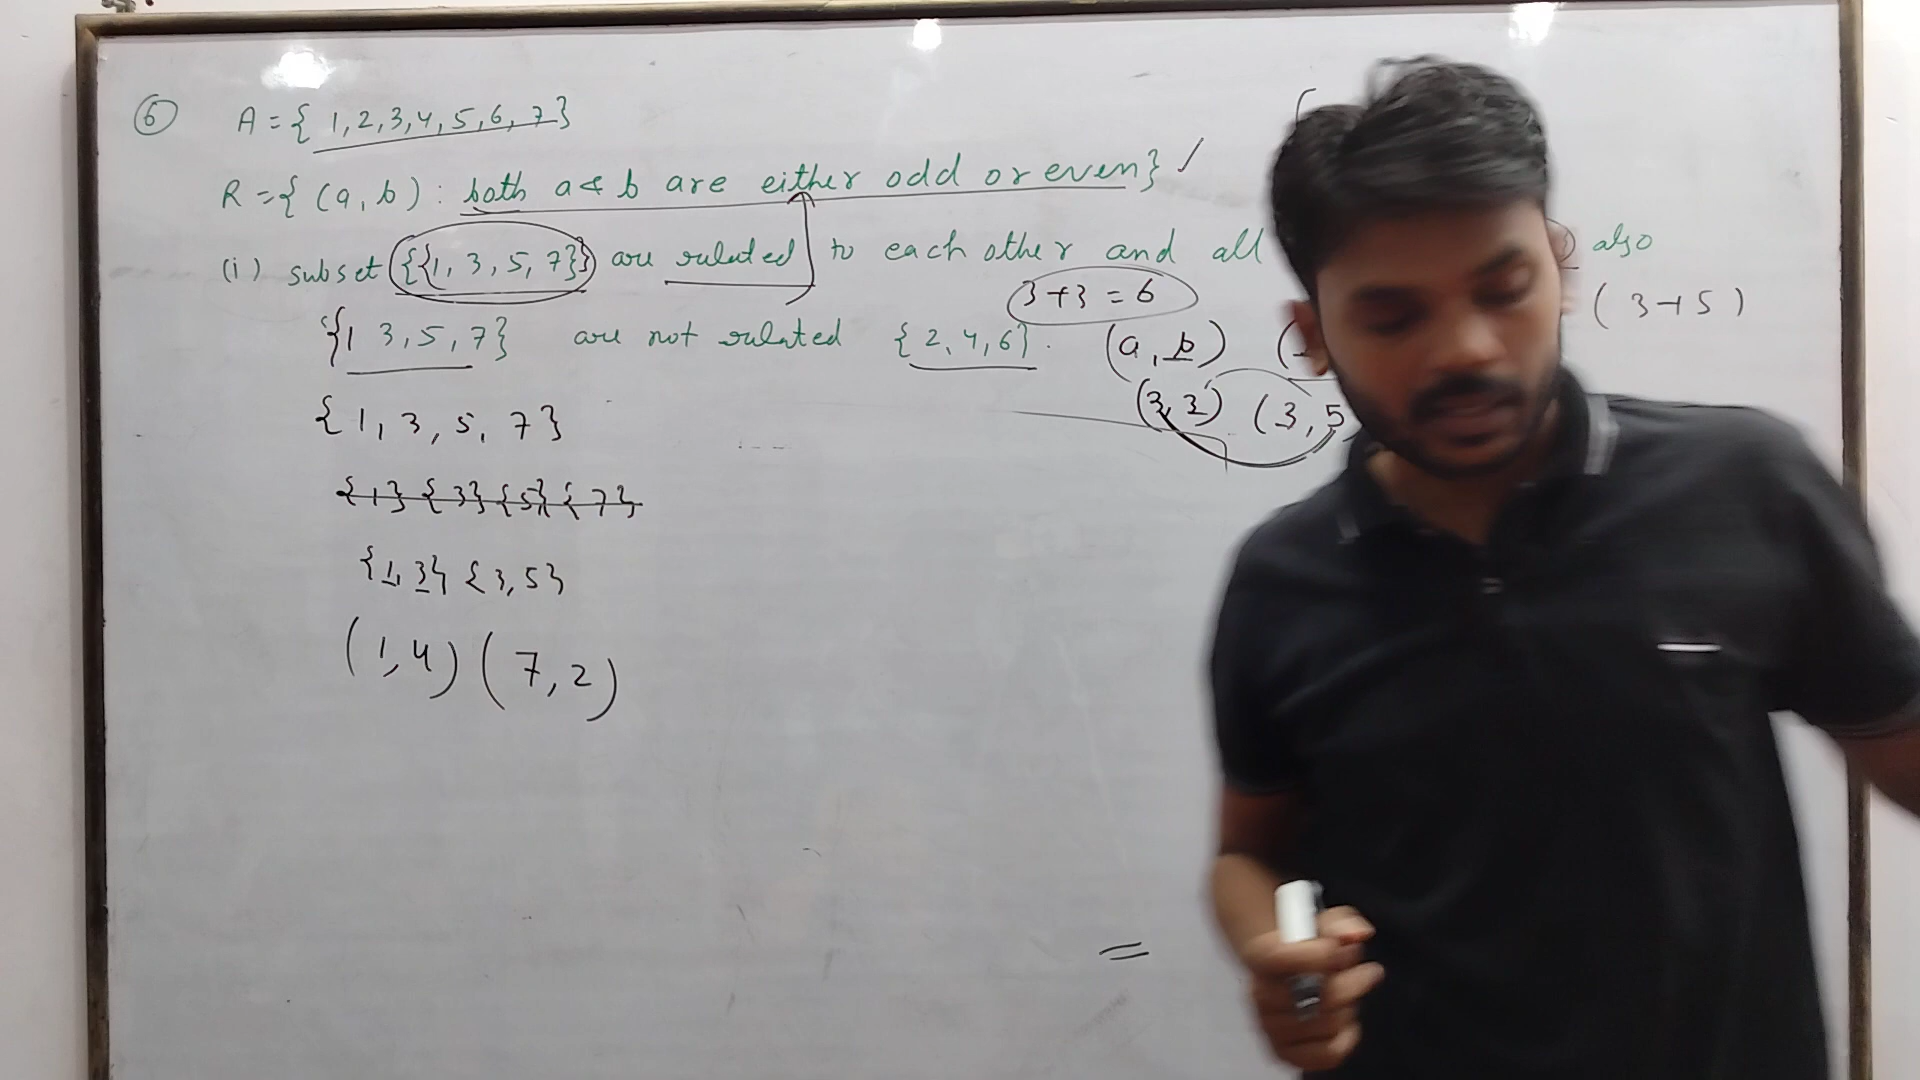 6 A = { 1, 2, 3, 4, 5, 6, 7 }
R = { (a, b) : both a & b are either odd or even }
(i) subset {{1, 3, 5, 7}} are related to each other and all also
3+3 = 6 (3+5)
{1 3, 5, 7} are not related { 2, 4, 6 }. (a, b)
{ 1, 3, 5, 7 } (3, 3) (3, 5
{1} {3} {5} {7}
{1, 3} {3, 5}
(1, 4) (7, 2)
=